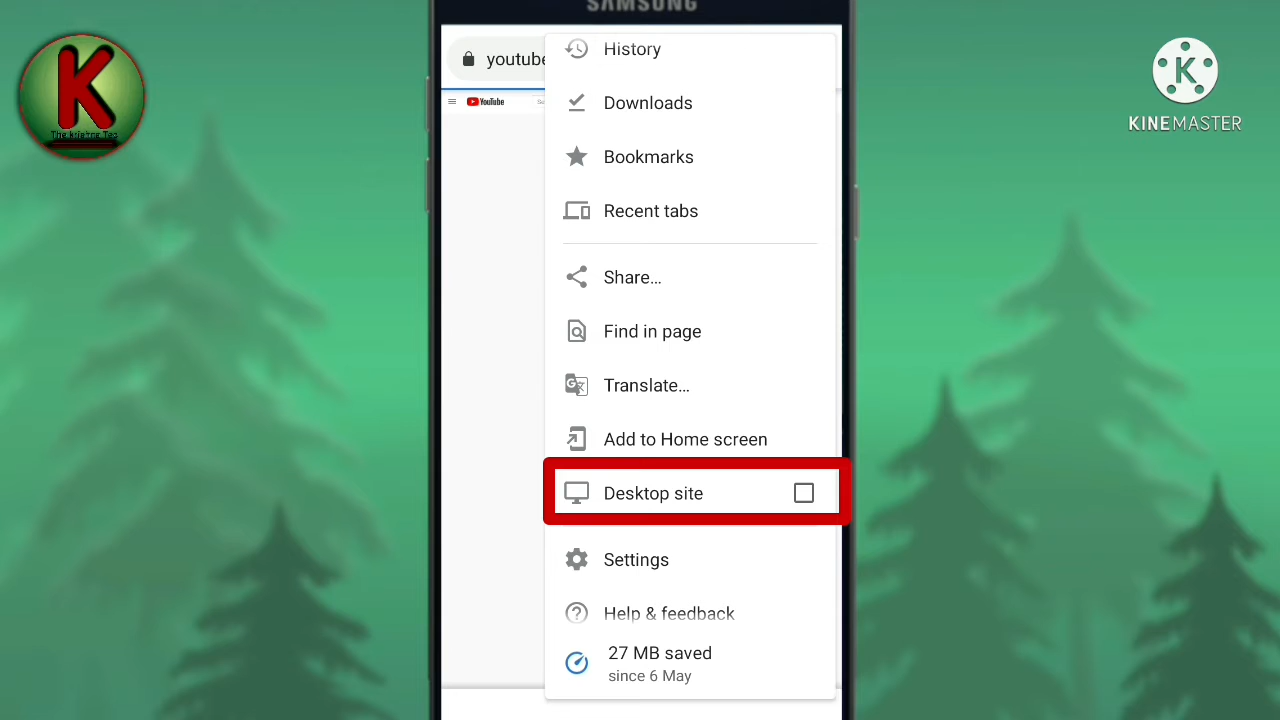 SAMSUNG
K
K
KINEMASTER
youtube
YouTube
History
Downloads
Bookmarks
Recent tabs
Share...
Find in page
Translate...
Add to Home screen
Desktop site
Settings
Help & feedback
27 MB saved
since 6 May